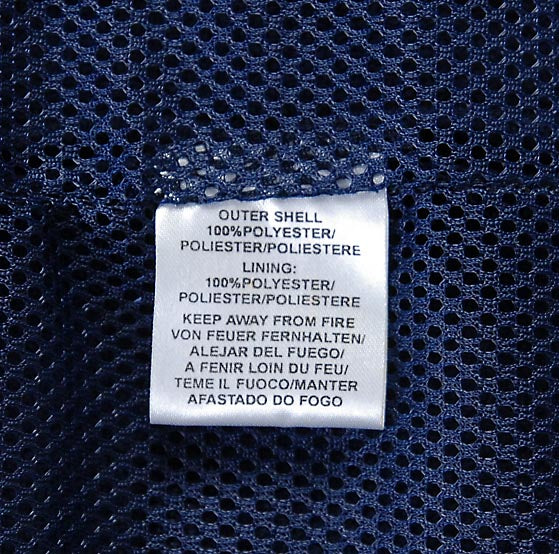 OUTER SHELL
100%POLYESTER/
POLIESTER/POLIESTERE
LINING:
100%POLYESTER/
POLIESTER/POLIESTERE
KEEP AWAY FROM FIRE
VON FEUER FERNHALTEN/
ALEJAR DEL FUEGO/
A FENIR LOIN DU FEU/
TEME IL FUOCO/MANTER
AFASTADO DO FOGO